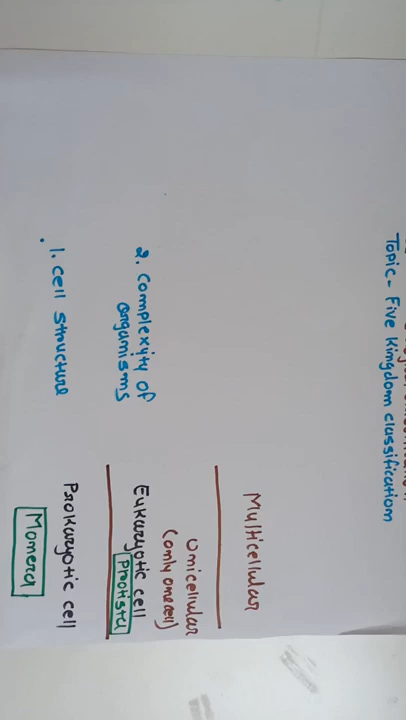 Topic- Five Kingdom classification
Multicellular
2. Complexity of
organisms
Unicellular
(only one cell)
Eukaryotic cell
Protista
1. Cell structure
Prokaryotic cell
Monera